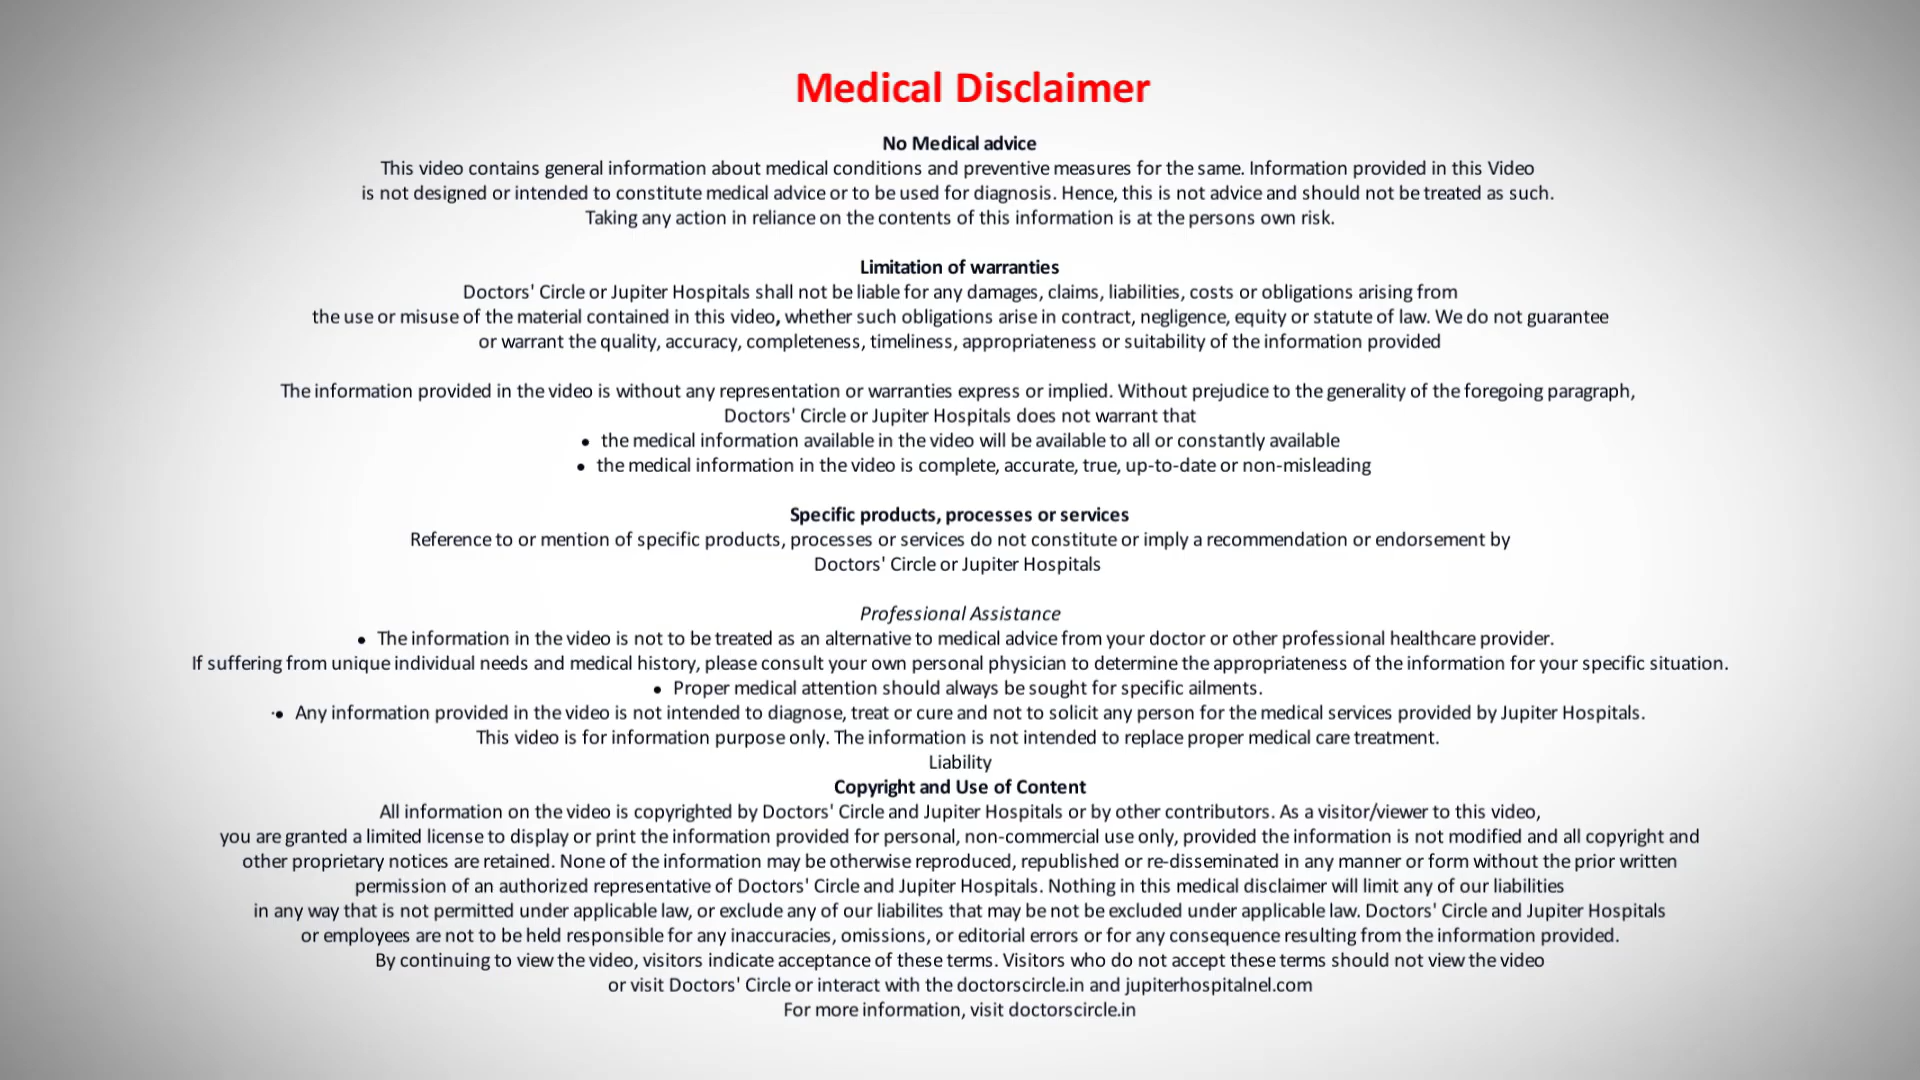 Medical Disclaimer
No Medical advice
This video contains general information about medical conditions and preventive measures for the same. Information provided in this Video
is not designed or intended to constitute medical advice or to be used for diagnosis. Hence, this is not advice and should not be treated as such.
Taking any action in reliance on the contents of this information is at the persons own risk.
Limitation of warranties
Doctors' Circle or Jupiter Hospitals shall not be liable for any damages, claims, liabilities, costs or obligations arising from
the use or misuse of the material contained in this video, whether such obligations arise in contract, negligence, equity or statute of law. We do not guarantee
or warrant the quality, accuracy, completeness, timeliness, appropriateness or suitability of the information provided
The information provided in the video is without any representation or warranties express or implied. Without prejudice to the generality of the foregoing paragraph,
Doctors' Circle or Jupiter Hospitals does not warrant that
• the medical information available in the video will be available to all or constantly available
• the medical information in the video is complete, accurate, true, up-to-date or non-misleading
Specific products, processes or services
Reference to or mention of specific products, processes or services do not constitute or imply a recommendation or endorsement by
Doctors' Circle or Jupiter Hospitals
Professional Assistance
• The information in the video is not to be treated as an alternative to medical advice from your doctor or other professional healthcare provider.
If suffering from unique individual needs and medical history, please consult your own personal physician to determine the appropriateness of the information for your specific situation.
• Proper medical attention should always be sought for specific ailments.
·• Any information provided in the video is not intended to diagnose, treat or cure and not to solicit any person for the medical services provided by Jupiter Hospitals.
This video is for information purpose only. The information is not intended to replace proper medical care treatment.
Liability
Copyright and Use of Content
All information on the video is copyrighted by Doctors' Circle and Jupiter Hospitals or by other contributors. As a visitor/viewer to this video,
you are granted a limited license to display or print the information provided for personal, non-commercial use only, provided the information is not modified and all copyright and
other proprietary notices are retained. None of the information may be otherwise reproduced, republished or re-disseminated in any manner or form without the prior written
permission of an authorized representative of Doctors' Circle and Jupiter Hospitals. Nothing in this medical disclaimer will limit any of our liabilities
in any way that is not permitted under applicable law, or exclude any of our liabilites that may be not be excluded under applicable law. Doctors' Circle and Jupiter Hospitals
or employees are not to be held responsible for any inaccuracies, omissions, or editorial errors or for any consequence resulting from the information provided.
By continuing to view the video, visitors indicate acceptance of these terms. Visitors who do not accept these terms should not view the video
or visit Doctors' Circle or interact with the doctorscircle.in and jupiterhospitalnel.com
For more information, visit doctorscircle.in